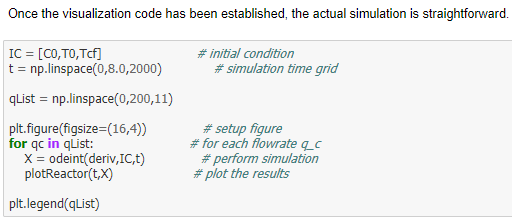 Once the visualization code has been established, the actual simulation is straightforward.
IC = [C0,T0,Tcf] # initial condition
t = np.linspace(0,8.0,2000) # simulation time grid
qList = np.linspace(0,200,11)
plt.figure(figsize=(16,4)) # setup figure
for qc in qList: # for each flowrate q_c
X = odeint(deriv,IC,t) # perform simulation
plotReactor(t,X) # plot the results
plt.legend(qList)